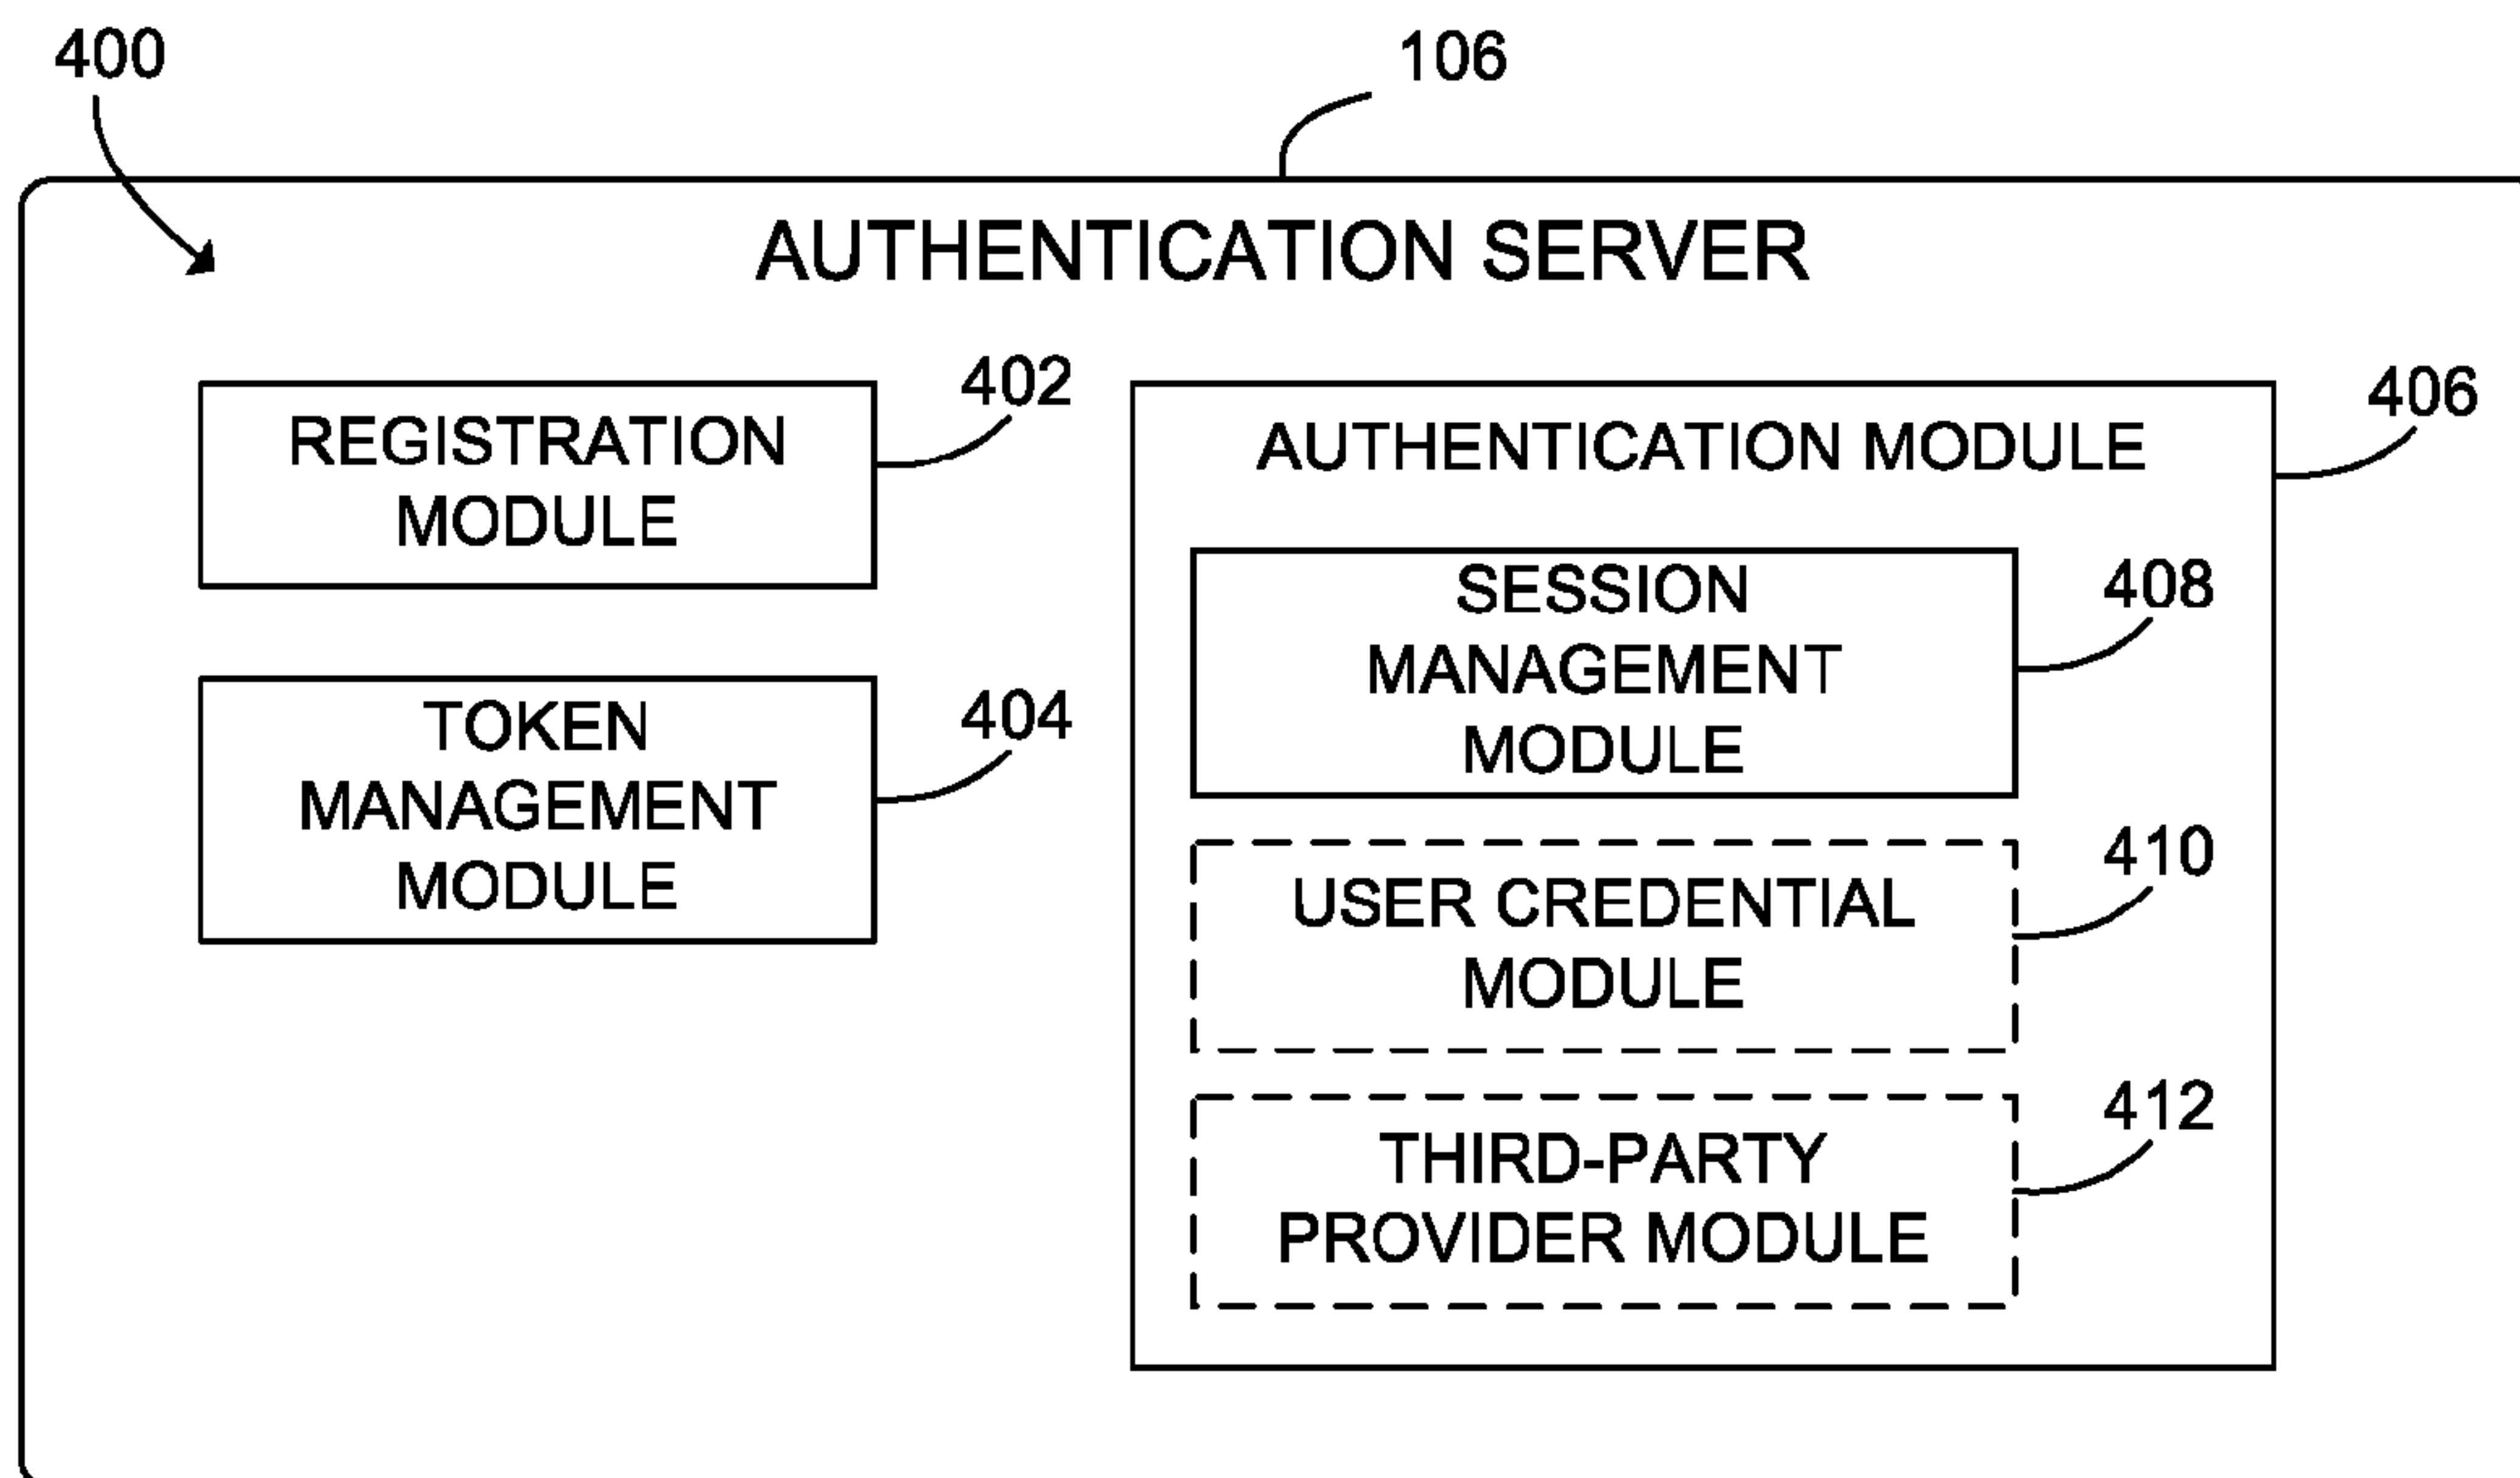 400
106
AUTHENTICATION SERVER
REGISTRATION
MODULE
402
TOKEN
MANAGEMENT
MODULE
404
AUTHENTICATION MODULE
406
SESSION
MANAGEMENT
MODULE
408
USER CREDENTIAL
MODULE
410
THIRD-PARTY
PROVIDER MODULE
412